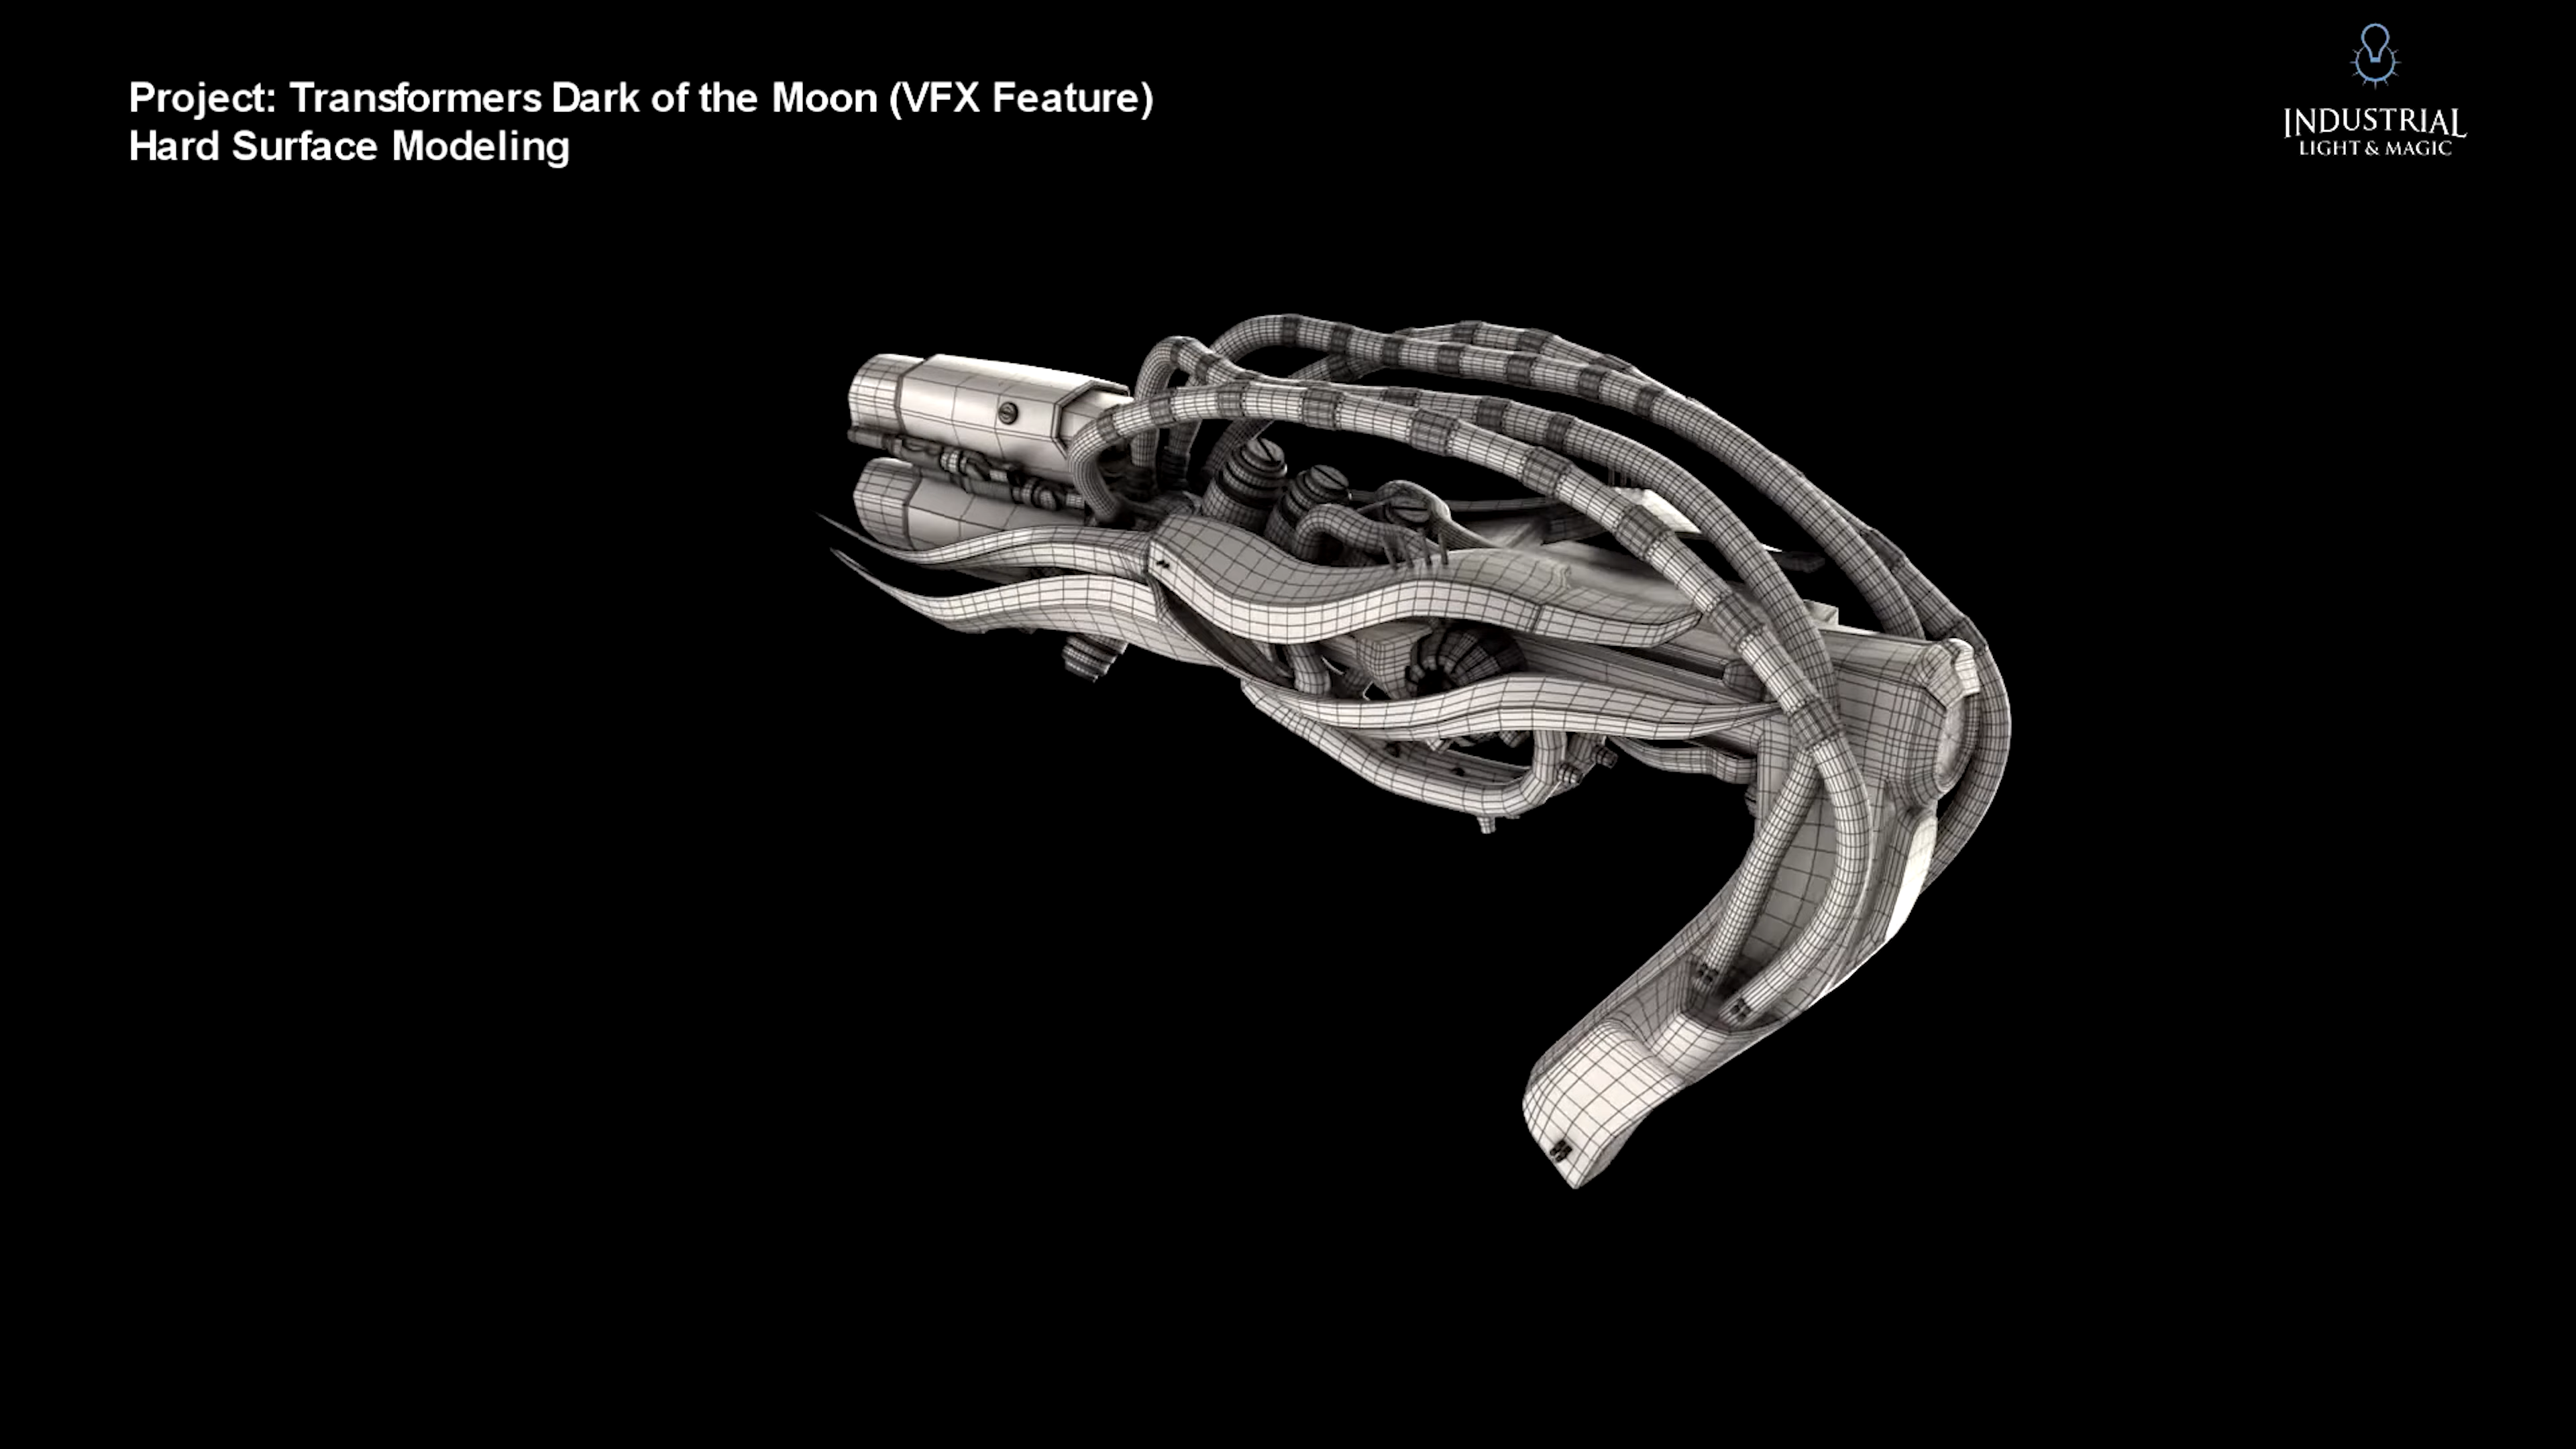 Project: Transformers Dark of the Moon (VFX Feature)
Hard Surface Modeling
INDUSTRIAL
LIGHT & MAGIC